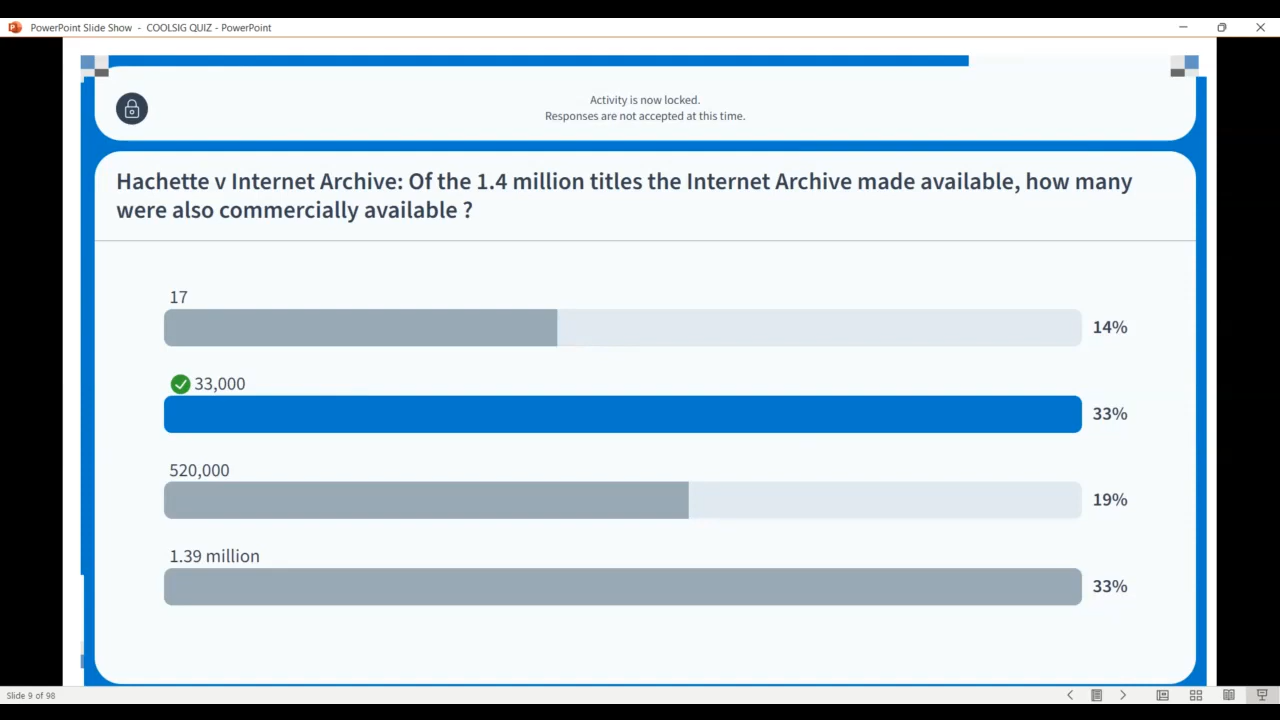 PowerPoint Slide Show - COOLSIG QUIZ - PowerPoint
Activity is now locked.
Responses are not accepted at this time.
Hachette v Internet Archive: Of the 1.4 million titles the Internet Archive made available, how many
were also commercially available ?
17
14%
33,000
33%
520,000
19%
1.39 million
33%
Slide 9 of 98